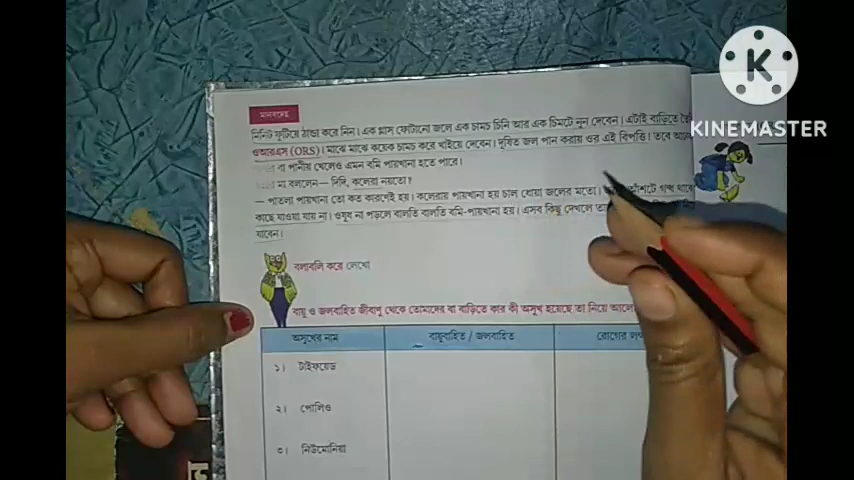 মানবদেহ
K
KINEMASTER
মিনিট ফুটিয়ে ঠান্ডা করে নিন। এক গ্লাস ফোটানো জলে এক চামচ চিনি আর এক চিমটে নুন দেবেন। এটাই বাড়িতে
ওআরএস (ORS)। মাঝে মাঝে কয়েক চামচ করে খাইয়ে দেবেন। দূষিত জল পান করায় ওর এই বিপত্তি। তবে
বা পানীয় খেলেও এমন বমি পায়খানা হতে পারে।
মা বললেন— দিদি, কলেরা নয়তো?
— পাতলা পায়খানা তো কত কারণেই হয়। কলেরায় পায়খানা হয় চাল ধোয়া জলের মতো। আঁশটে গন্ধ
কাছে যাওয়া যায় না। ওষুধ না পড়লে বালতি বালতি বমি-পায়খানা হয়। এসব কিছু দেখলে
যাবেন।
বলাবলি করে লেখো
বায়ু ও জলবাহিত জীবাণু থেকে তোমাদের বা বাড়িতে কার কী অসুখ হয়েছে তা নিয়ে
অসুখের নাম বায়ুবাহিত / জলবাহিত রোগের
১। টাইফয়েড
২। পোলিও
৩। নিউমোনিয়া